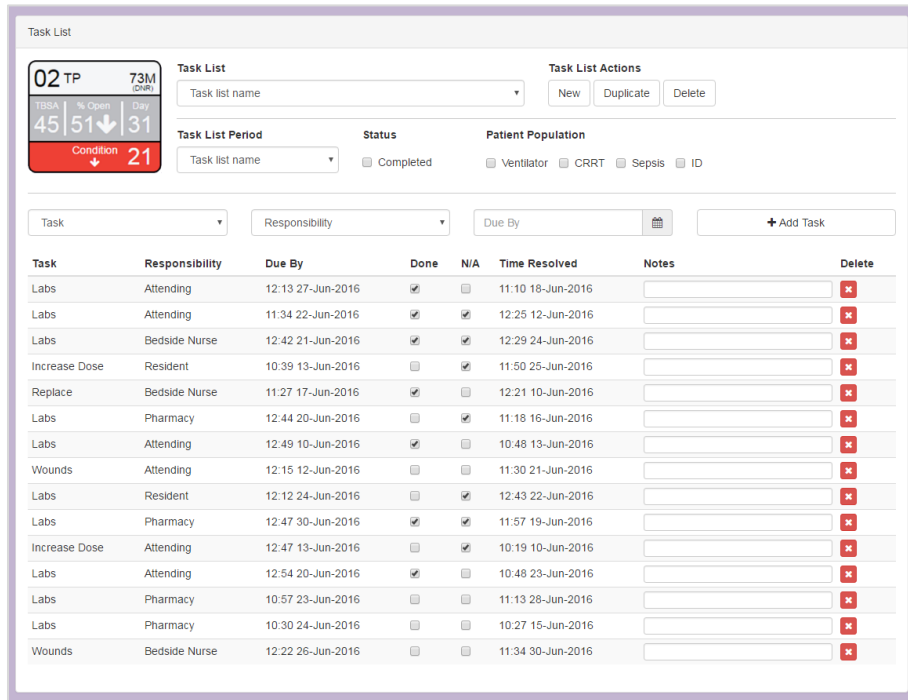 Task List
02 TP 73M
(DNR)
TBSA % Open Day
45 51 31
Condition 21
Task List
Task list name
Task List Actions
New Duplicate Delete
Task List Period Status Patient Population
Task list name Completed Ventilator CRRT Sepsis ID
Task Responsibility Due By Add Task
Task Responsibility Due By Done N/A Time Resolved Notes Delete
Labs Attending 12:13 27-Jun-2016 11:10 18-Jun-2016
Labs Attending 11:34 22-Jun-2016 12:25 12-Jun-2016
Labs Bedside Nurse 12:42 21-Jun-2016 12:29 24-Jun-2016
Increase Dose Resident 10:39 13-Jun-2016 11:50 25-Jun-2016
Replace Bedside Nurse 11:27 17-Jun-2016 12:21 10-Jun-2016
Labs Pharmacy 12:44 20-Jun-2016 11:18 16-Jun-2016
Labs Attending 12:49 10-Jun-2016 10:48 13-Jun-2016
Wounds Attending 12:15 12-Jun-2016 11:30 21-Jun-2016
Labs Resident 12:12 24-Jun-2016 12:43 22-Jun-2016
Labs Pharmacy 12:47 30-Jun-2016 11:57 19-Jun-2016
Increase Dose Attending 12:47 13-Jun-2016 10:19 10-Jun-2016
Labs Attending 12:54 20-Jun-2016 10:48 23-Jun-2016
Labs Pharmacy 10:57 23-Jun-2016 11:13 28-Jun-2016
Labs Pharmacy 10:30 24-Jun-2016 10:27 15-Jun-2016
Wounds Bedside Nurse 12:22 26-Jun-2016 11:34 30-Jun-2016